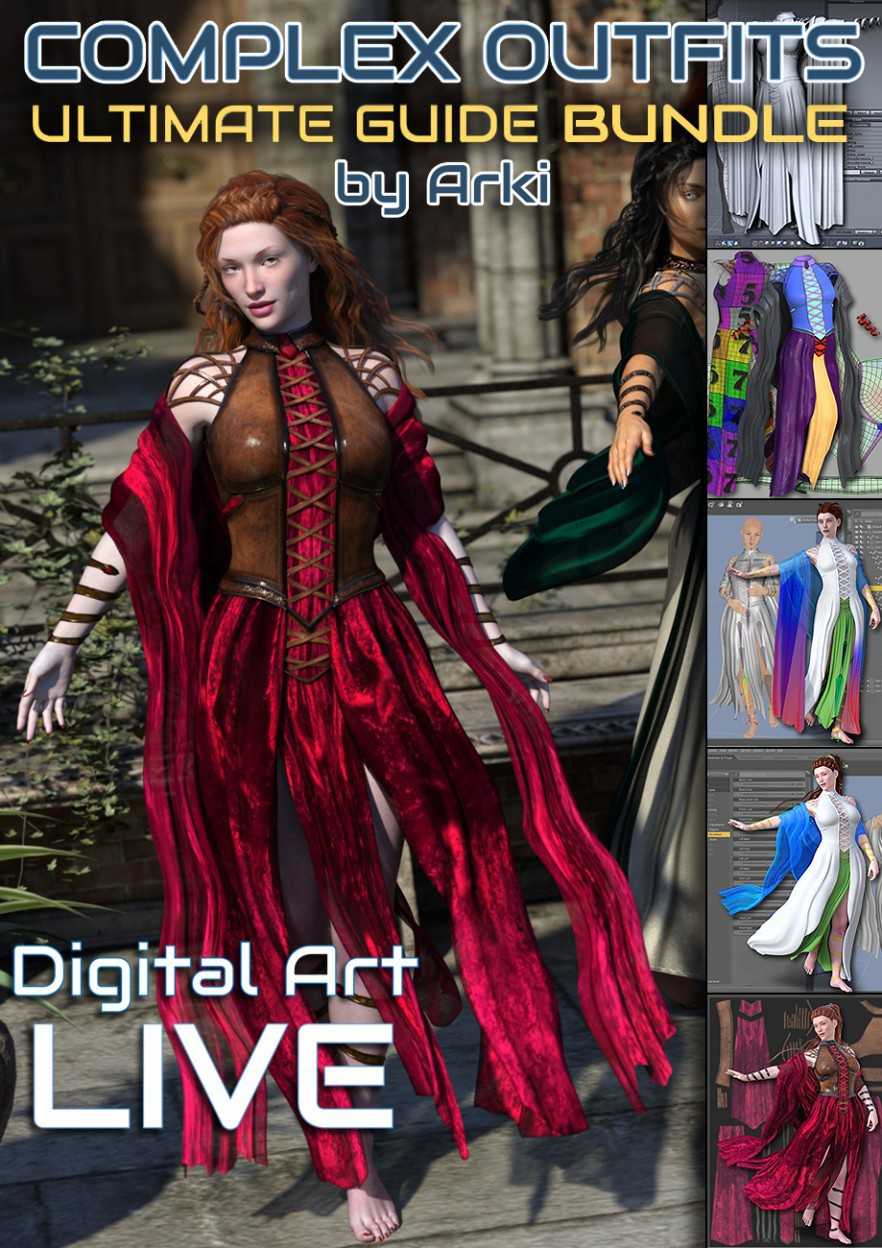 COMPLEX OUTFITS
ULTIMATE GUIDE BUNDLE
by Arki
Digital Art
LIVE